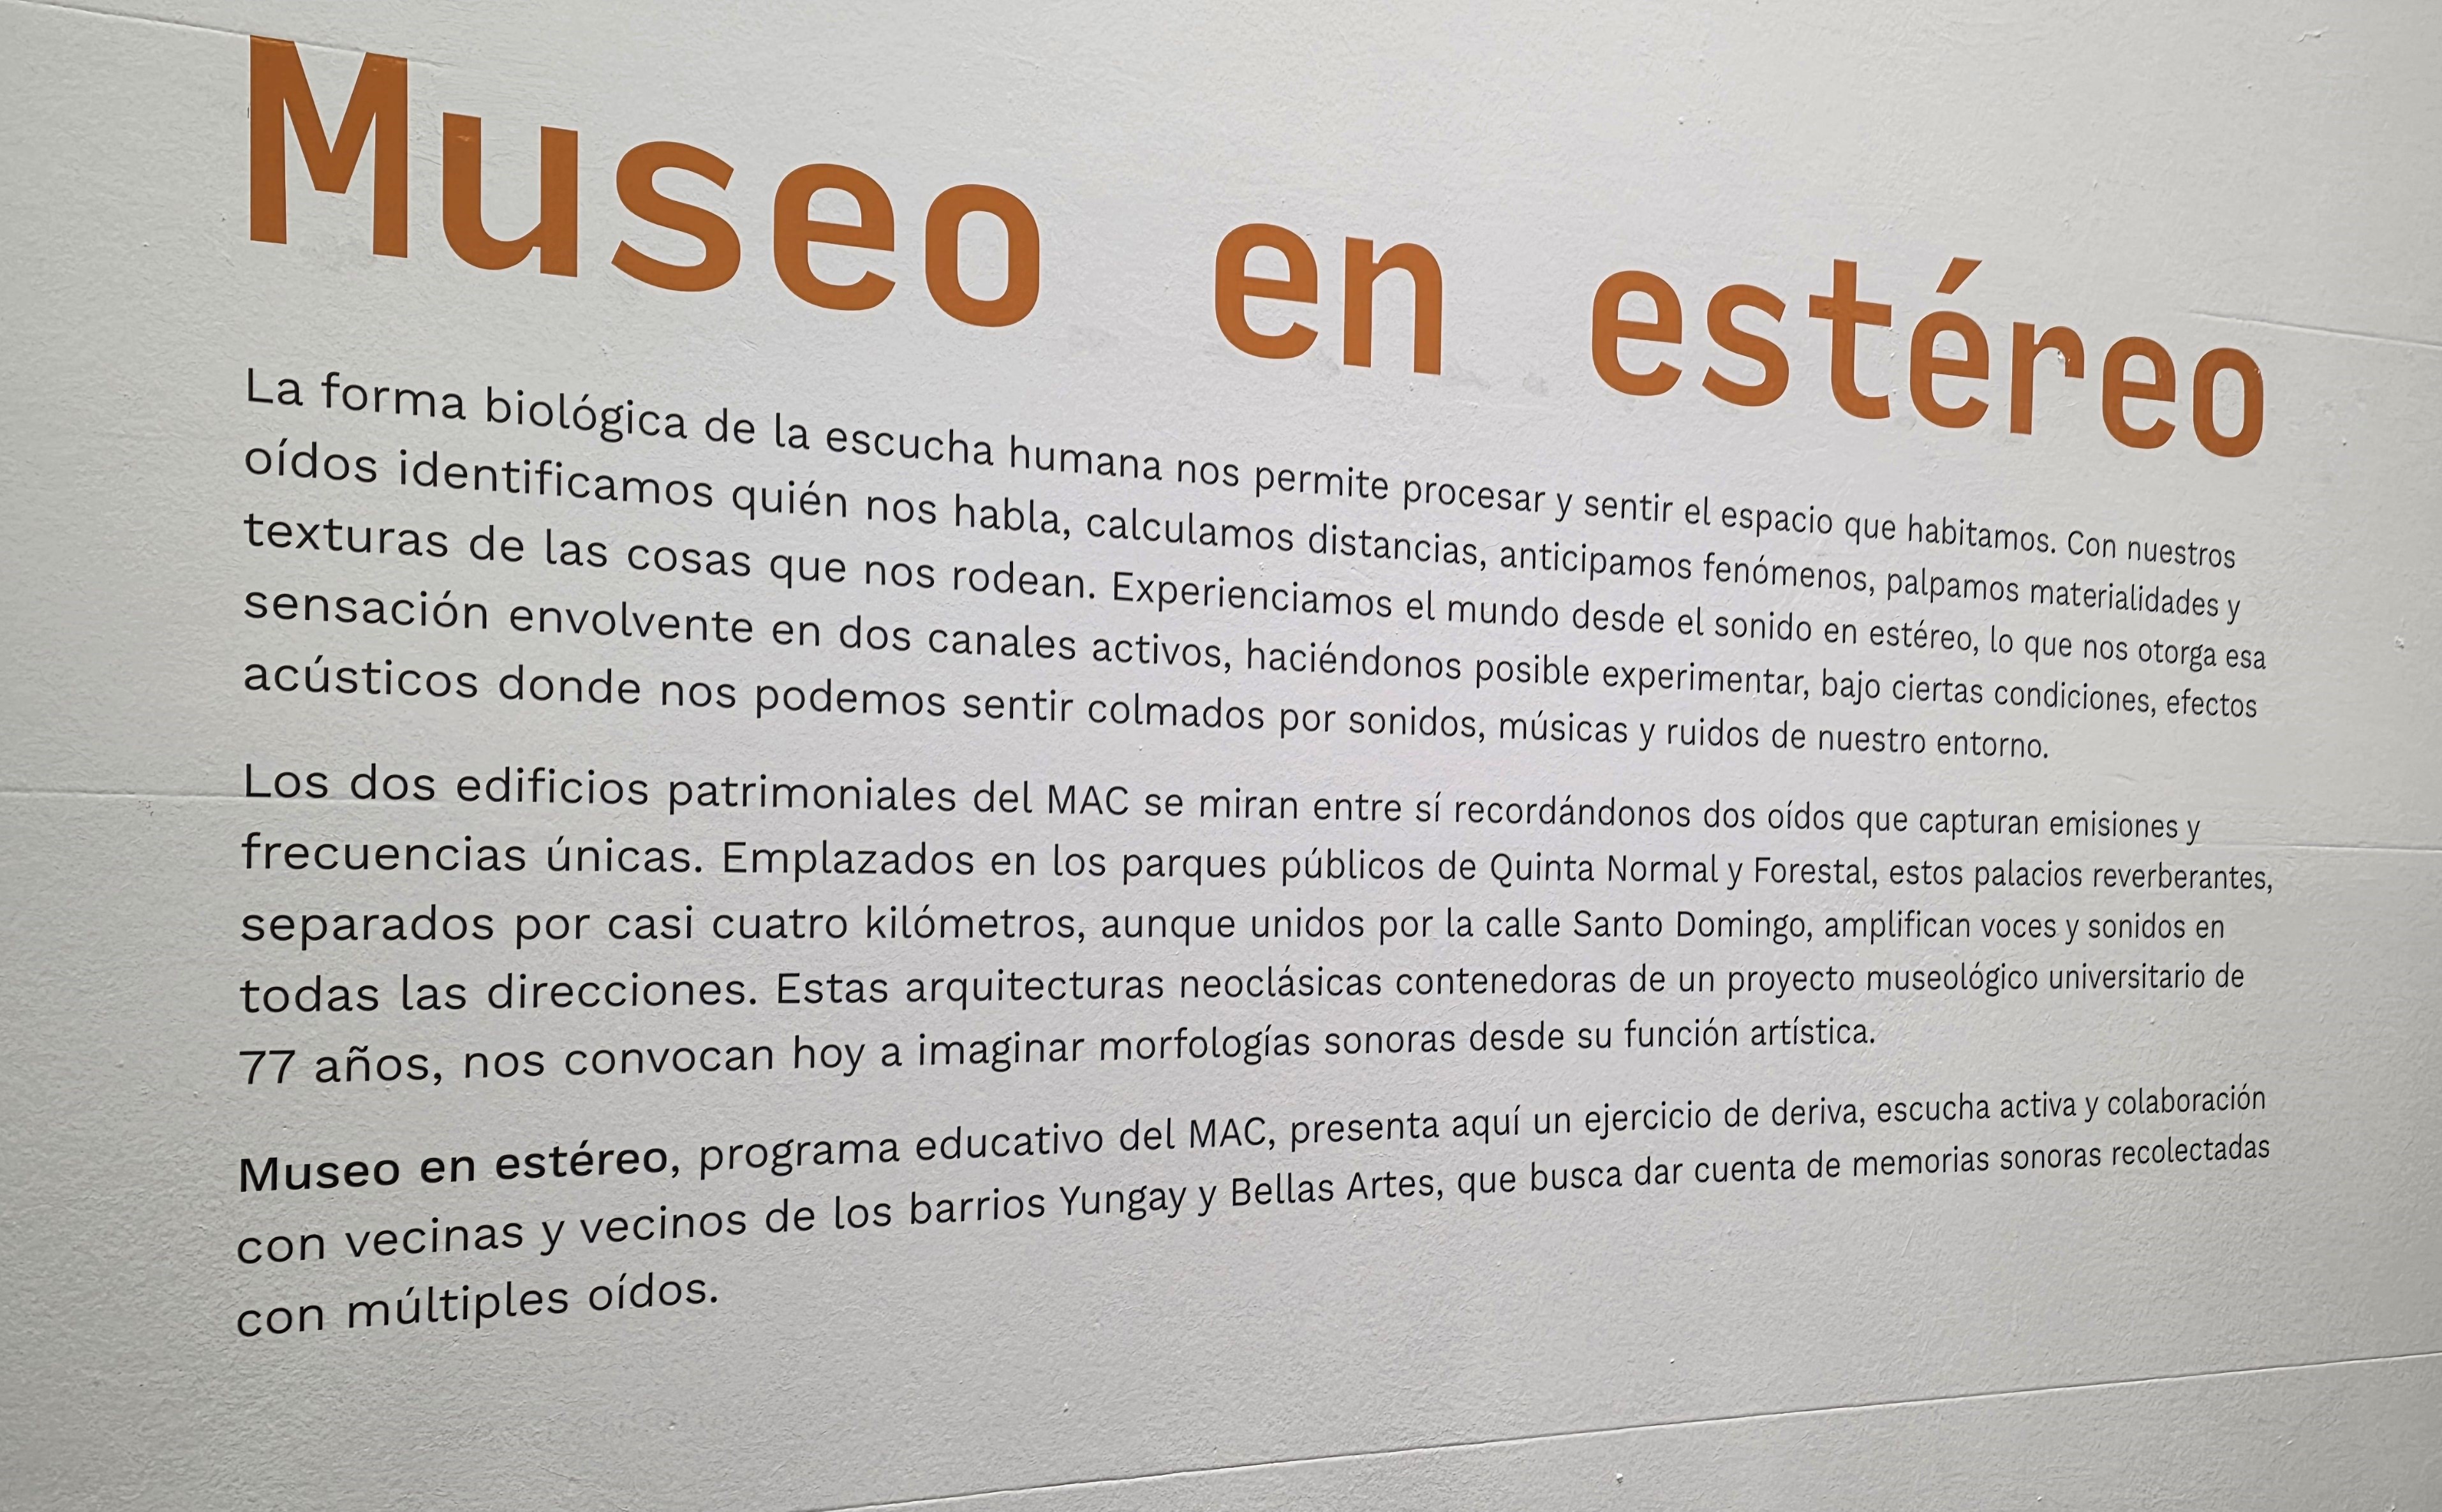 Museo en estéreo
La forma biológica de la escucha humana nos permite procesar y sentir el espacio que habitamos. Con nuestros
oídos identificamos quién nos habla, calculamos distancias, anticipamos fenómenos, palpamos materialidades y
texturas de las cosas que nos rodean. Experienciamos el mundo desde el sonido en estéreo, lo que nos otorga esa
sensación envolvente en dos canales activos, haciéndonos posible experimentar, bajo ciertas condiciones, efectos
acústicos donde nos podemos sentir colmados por sonidos, músicas y ruidos de nuestro entorno.
Los dos edificios patrimoniales del MAC se miran entre sí recordándonos dos oídos que capturan emisiones y
frecuencias únicas. Emplazados en los parques públicos de Quinta Normal y Forestal, estos palacios reverberantes,
separados por casi cuatro kilómetros, aunque unidos por la calle Santo Domingo, amplifican voces y sonidos en
todas las direcciones. Estas arquitecturas neoclásicas contenedoras de un proyecto museológico universitario de
77 años, nos convocan hoy a imaginar morfologías sonoras desde su función artística.
Museo en estéreo, programa educativo del MAC, presenta aquí un ejercicio de deriva, escucha activa y colaboración
con vecinas y vecinos de los barrios Yungay y Bellas Artes, que busca dar cuenta de memorias sonoras recolectadas
con múltiples oídos.